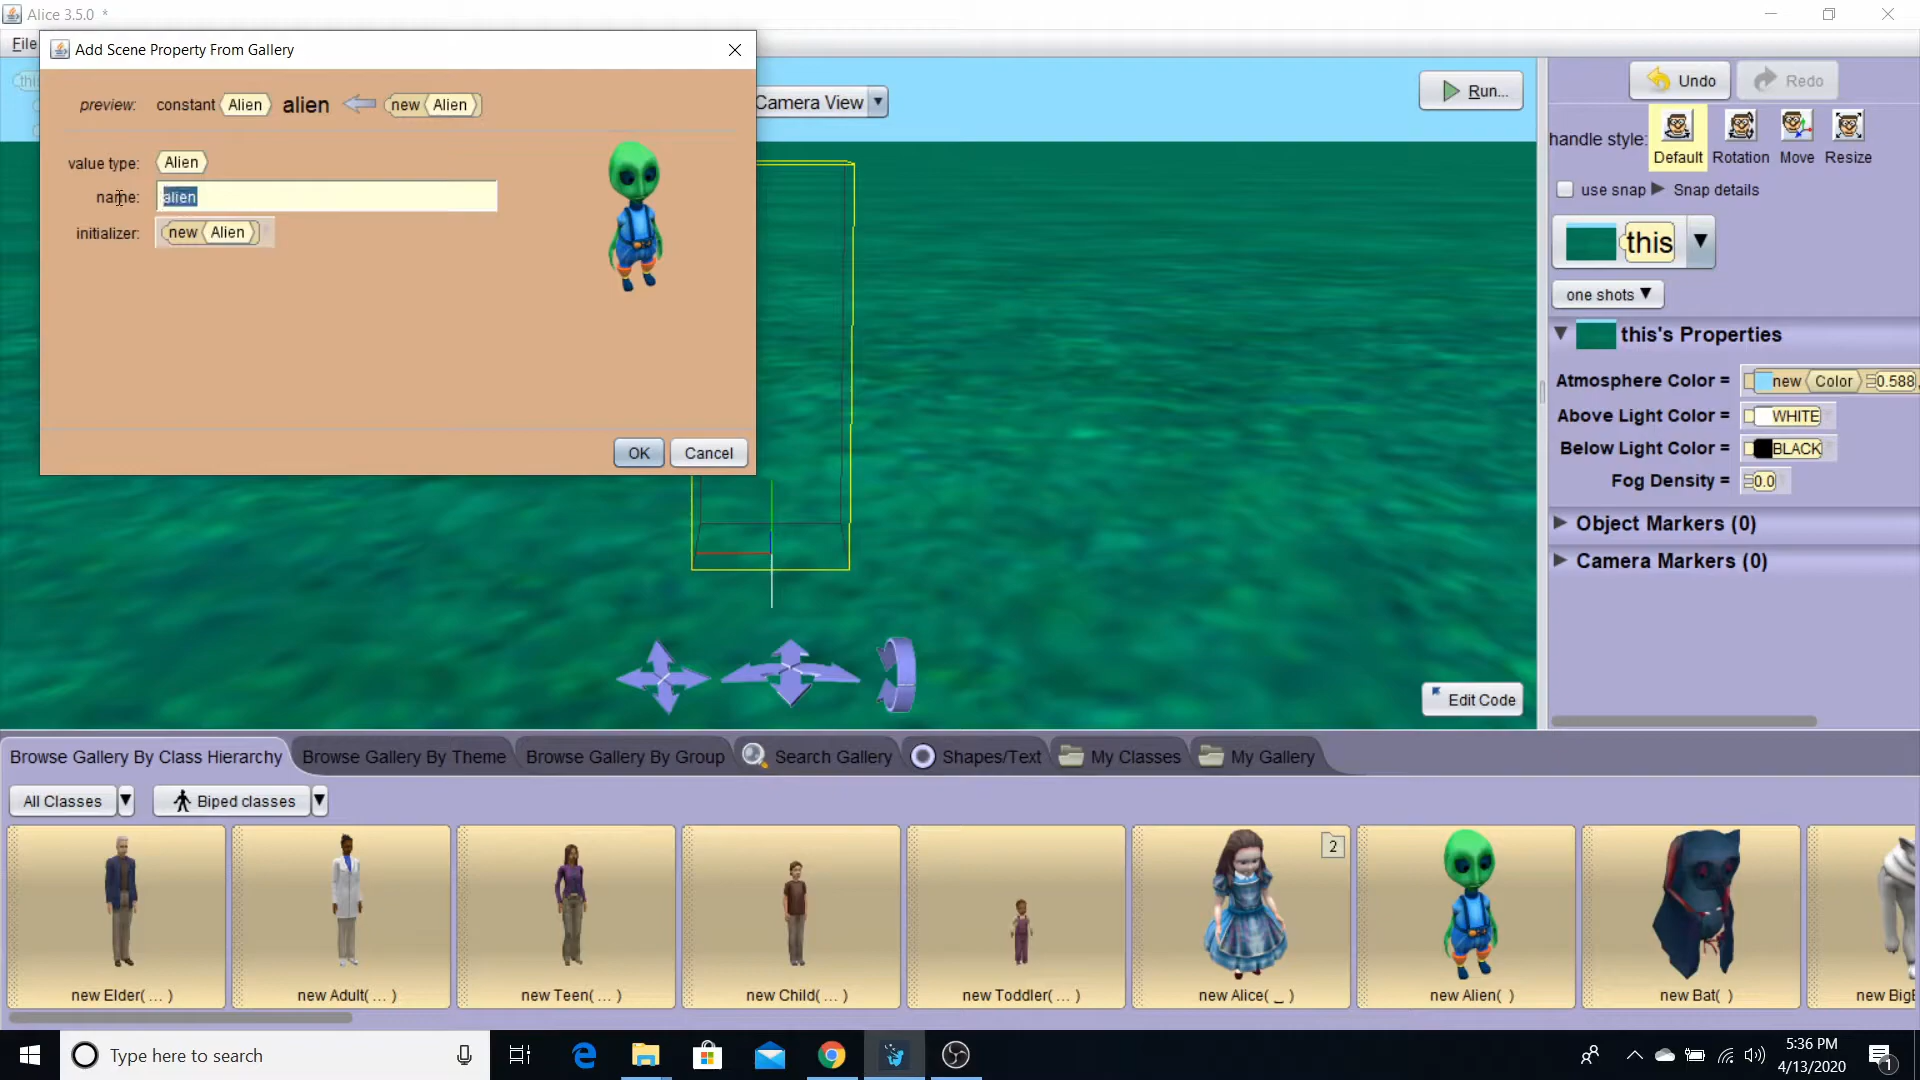 Alice 3.5.0 *
File
Add Scene Property From Gallery
preview: constant Alien alien new Alien
value type: Alien
name: alien
initializer: new Alien
OK Cancel
Camera View
Run...
Undo Redo
handle style: Default Rotation Move Resize
use snap Snap details
this
one shots
this's Properties
Atmosphere Color = new Color 0.588,
Above Light Color = WHITE
Below Light Color = BLACK
Fog Density = 0.0
Object Markers (0)
Camera Markers (0)
Edit Code
Browse Gallery By Class Hierarchy Browse Gallery By Theme Browse Gallery By Group Search Gallery Shapes/Text My Classes My Gallery
All Classes Biped classes
2
new Elder( ... ) new Adult( ... ) new Teen( ... ) new Child( ... ) new Toddler( ... ) new Alice( _ ) new Alien( ) new Bat( )
Type here to search
5:36 PM
4/13/2020
1